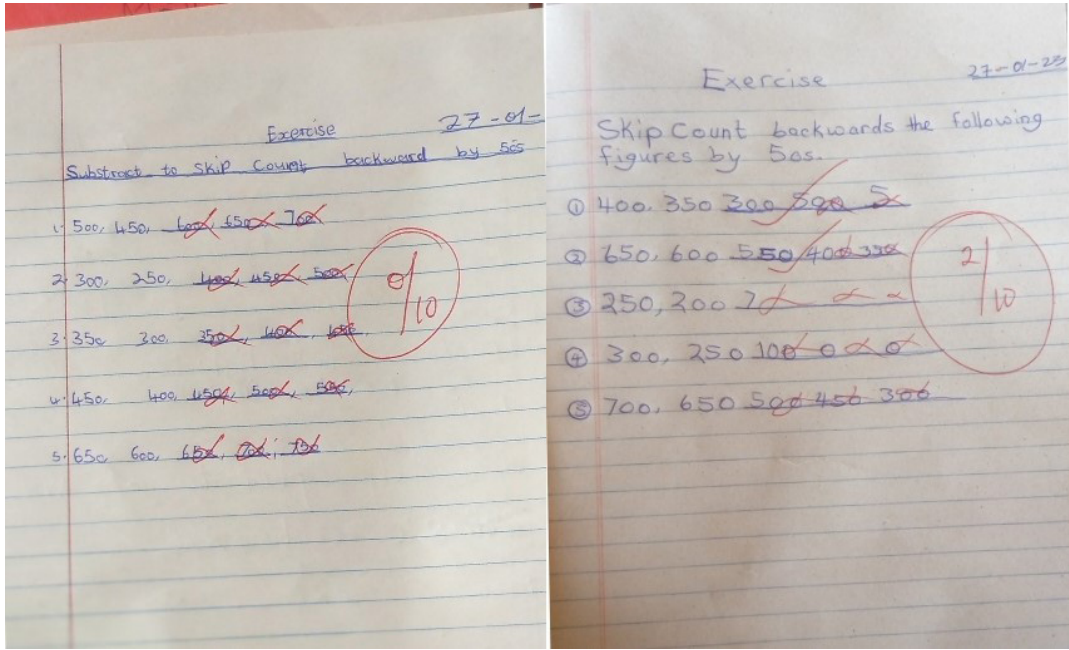 Exercise
27-01-
Substract to skip count backward by 50s
1. 500, 450, 600, 650, 700
2. 300, 250, 400, 450, 500
3. 350 300, 350, 400,
4. 450, 400, 450, 500, 550,
5. 650 600, 650, 700, 750
0/10
27-01-23
Exercise
Skip Count backwards the following
figures by 50s.
① 400, 350 300 500 5
② 650, 600 550 400 350
③ 250, 200
④ 300, 250 100 0 0 0
⑤ 700, 650 500 450 300
2/10